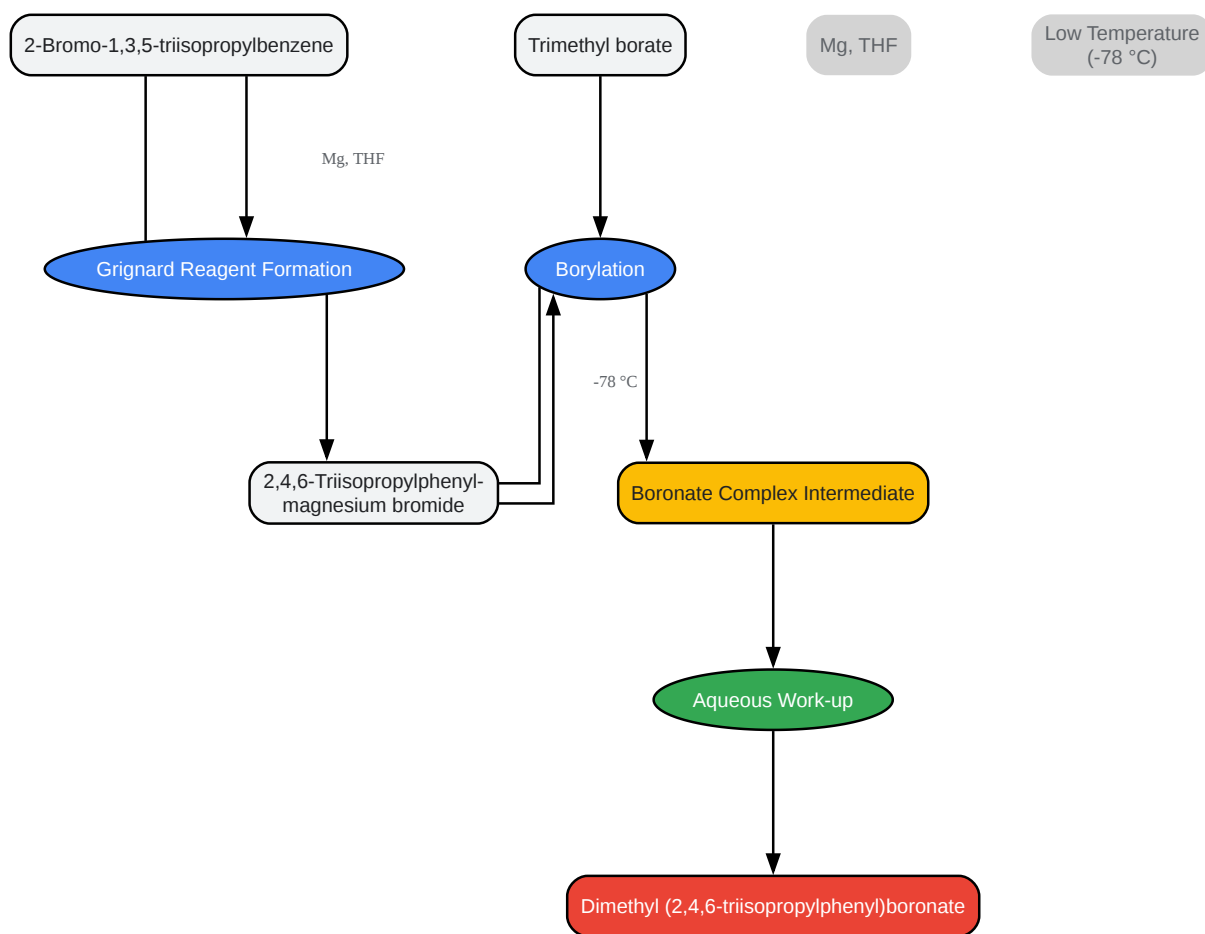 2-Bromo-1,3,5-triisopropylbenzene
Trimethyl borate
Mg, THF
Low Temperature
(-78 °C)
Mg, THF
Grignard Reagent Formation
Borylation
-78 °C
2,4,6-Triisopropylphenyl-
magnesium bromide
Boronate Complex Intermediate
Aqueous Work-up
Dimethyl (2,4,6-triisopropylphenyl)boronate